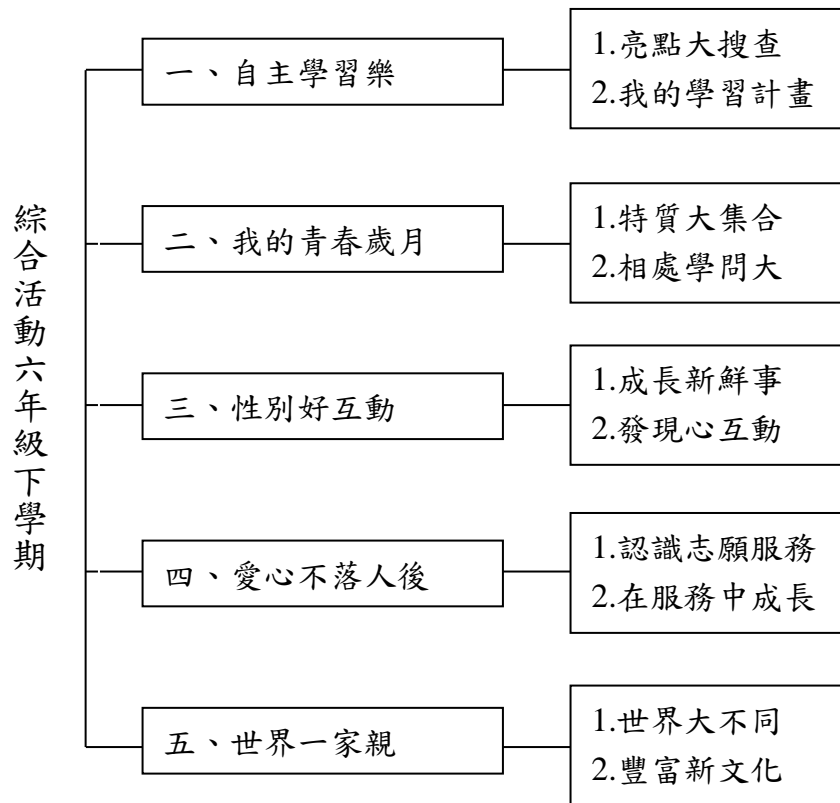 綜合活動六年級下學期
一、自主學習樂
1.亮點大搜查
2.我的學習計畫
二、我的青春歲月
1.特質大集合
2.相處學問大
三、性別好互動
1.成長新鮮事
2.發現心互動
四、愛心不落人後
1.認識志願服務
2.在服務中成長
五、世界一家親
1.世界大不同
2.豐富新文化